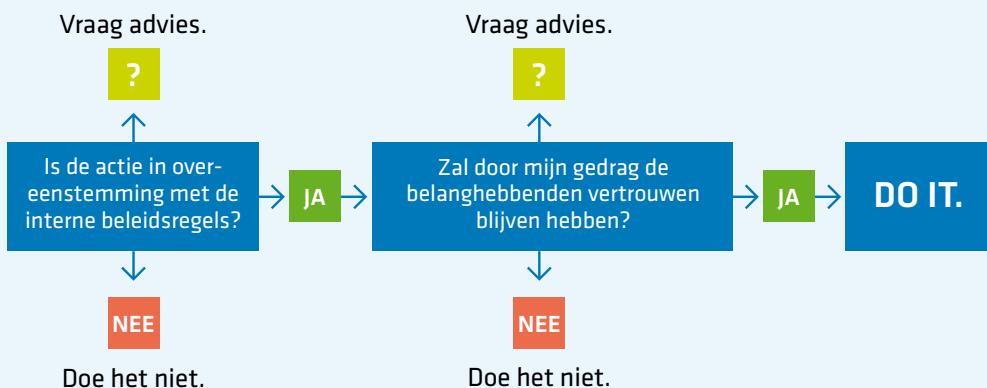 Vraag advies.
?
Is de actie in over-
eenstemming met de
interne beleidsregels?
JA
NEE
Doe het niet.
Vraag advies.
?
Zal door mijn gedrag de
belanghebbenden vertrouwen
blijven hebben?
JA
NEE
Doe het niet.
DO IT.